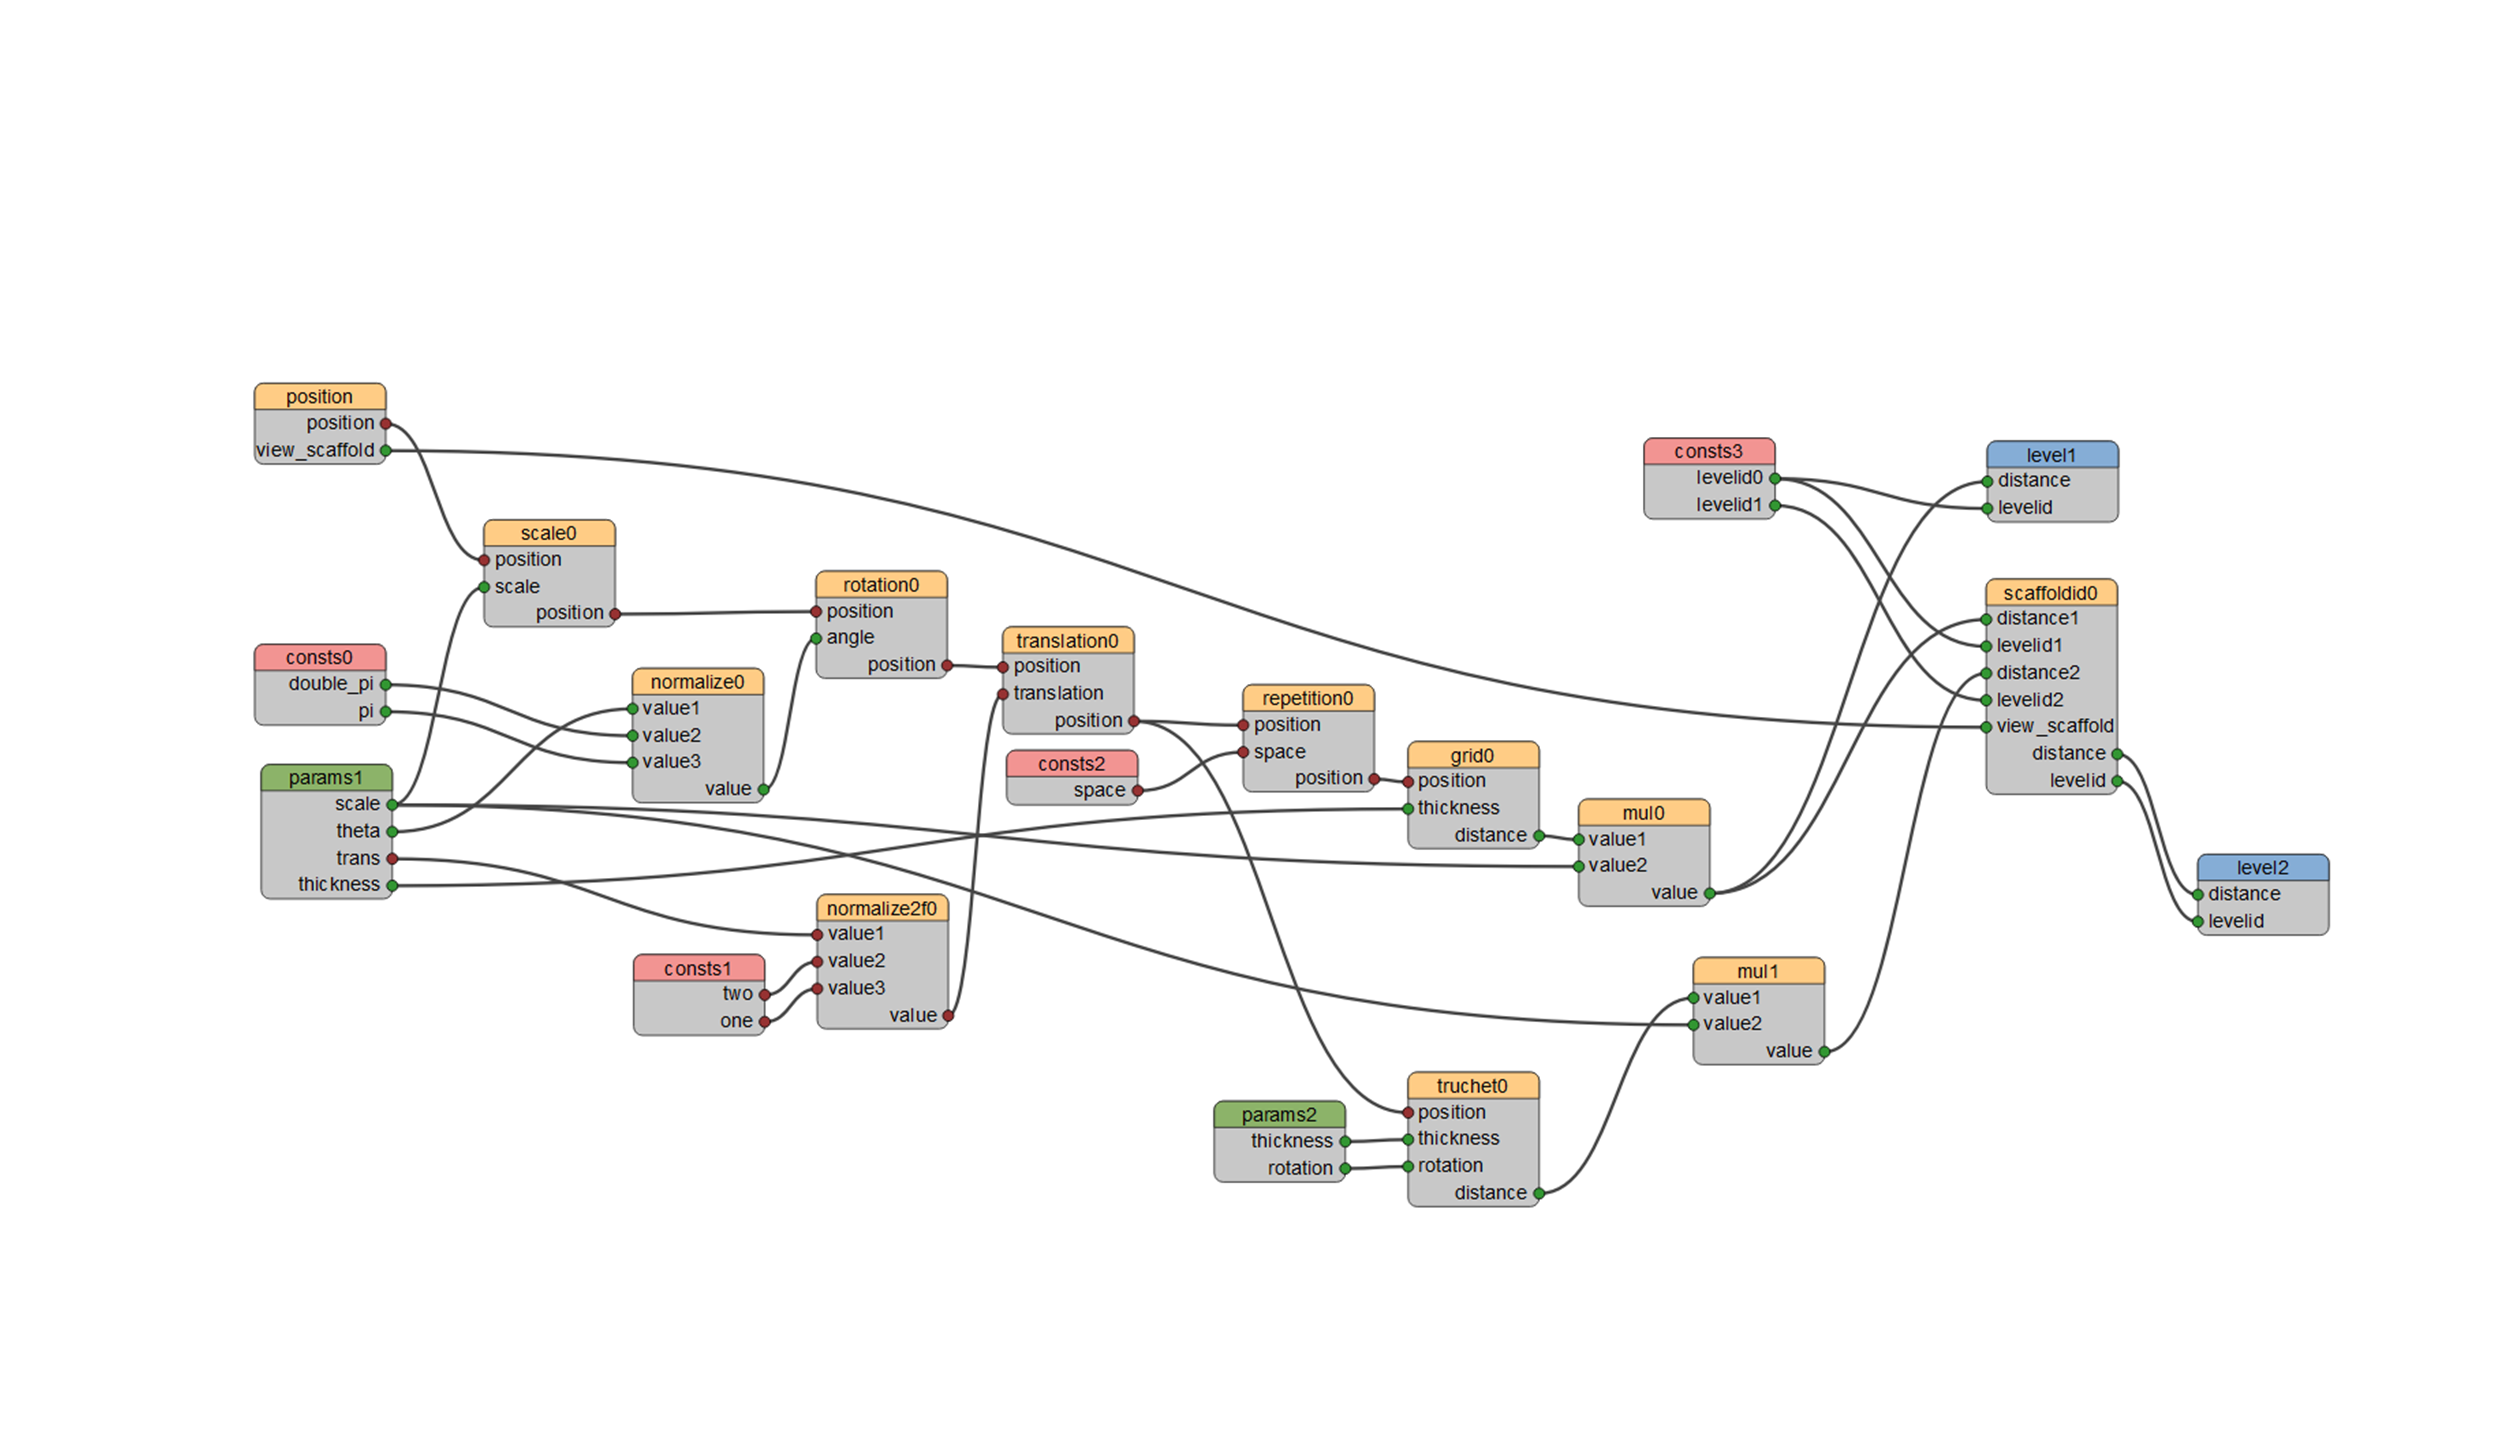 position
position
view_scaffold
scale0
position
scale
position
consts0
double_pi
pi
params1
scale
theta
trans
thickness
normalize0
value1
value2
value3
value
rotation0
position
angle
position
consts1
two
one
normalize2f0
value1
value2
value3
value
translation0
position
translation
position
consts2
space
repetition0
position
space
position
params2
thickness
rotation
grid0
position
thickness
distance
truchet0
position
thickness
rotation
distance
mul0
value1
value2
value
mul1
value1
value2
value
consts3
levelid0
levelid1
level1
distance
levelid
scaffoldid0
distance1
levelid1
distance2
levelid2
view_scaffold
distance
levelid
level2
distance
levelid